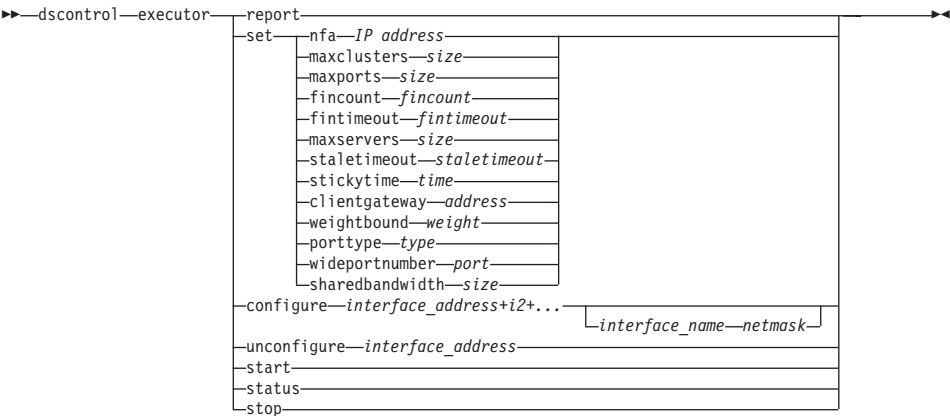 dscontrol executor report
set nfa IP address
maxclusters size
maxports size
fincount fincount
fintimeout fintimeout
maxservers size
staletimeout staletimeout
stickytime time
clientgateway address
weightbound weight
porttype type
wideportnumber port
sharedbandwidth size
configure interface_address+i2+...
interface_name netmask
unconfigure interface_address
start
status
stop